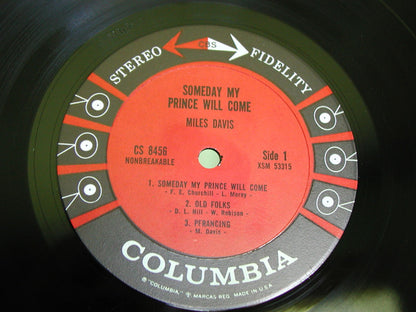 STEREO CBS FIDELITY
SOMEDAY MY
PRINCE WILL COME
MILES DAVIS
CS 8456
NONBREAKABLE
Side 1
XSM 53315
1. SOMEDAY MY PRINCE WILL COME
- F. E. Churchill - L. Morey -
2. OLD FOLKS
- D. L. Hill - W. Robison -
3. PFRANCING
- M. Davis -
COLUMBIA
® "COLUMBIA," MARCAS REG. MADE IN U.S.A.